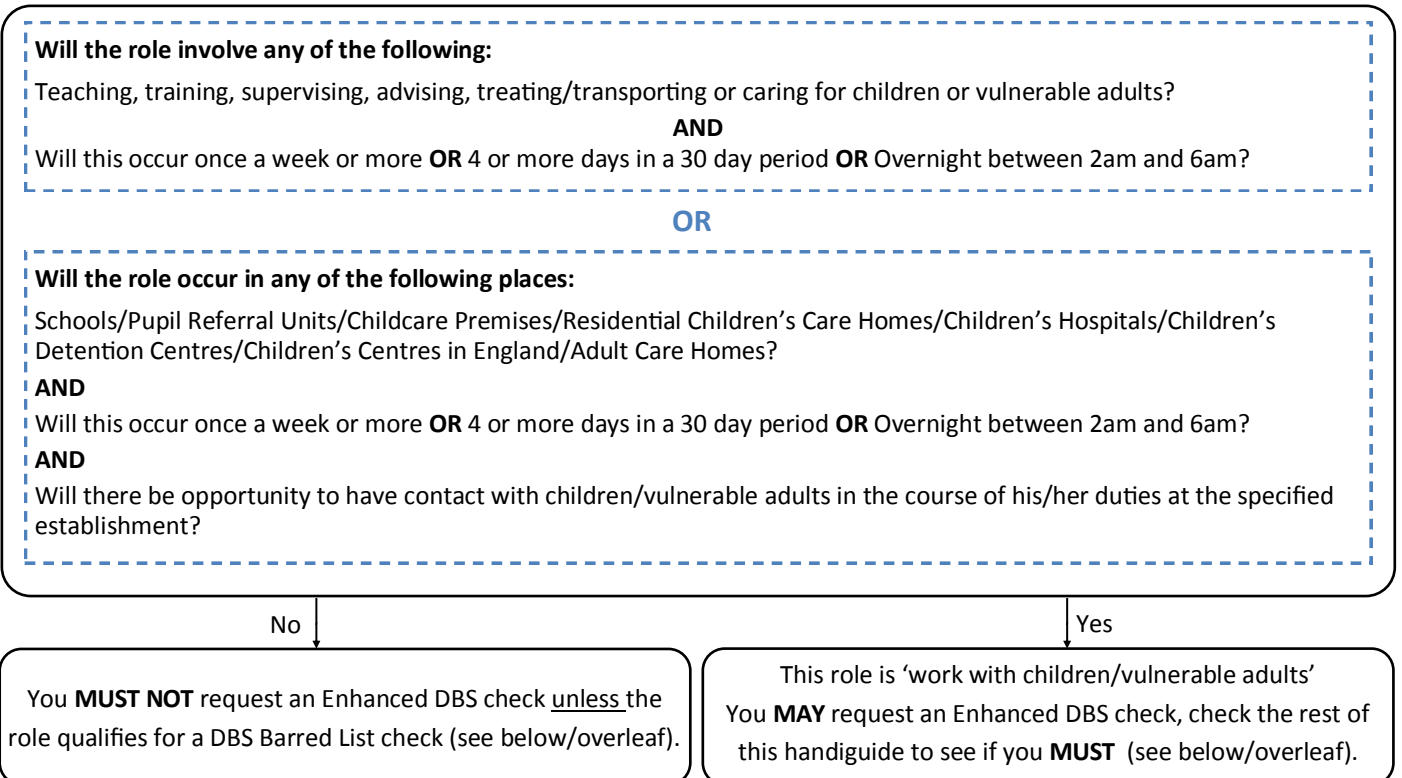 Will the role involve any of the following:
Teaching, training, supervising, advising, treating/transporting or caring for children or vulnerable adults?
AND
Will this occur once a week or more OR 4 or more days in a 30 day period OR Overnight between 2am and 6am?
OR
Will the role occur in any of the following places:
Schools/Pupil Referral Units/Childcare Premises/Residential Children’s Care Homes/Children’s Hospitals/Children’s
Detention Centres/Children’s Centres in England/Adult Care Homes?
AND
Will this occur once a week or more OR 4 or more days in a 30 day period OR Overnight between 2am and 6am?
AND
Will there be opportunity to have contact with children/vulnerable adults in the course of his/her duties at the specified
establishment?
No
Yes
You MUST NOT request an Enhanced DBS check unless the
role qualifies for a DBS Barred List check (see below/overleaf).
This role is ‘work with children/vulnerable adults’
You MAY request an Enhanced DBS check, check the rest of
this handiguide to see if you MUST (see below/overleaf).